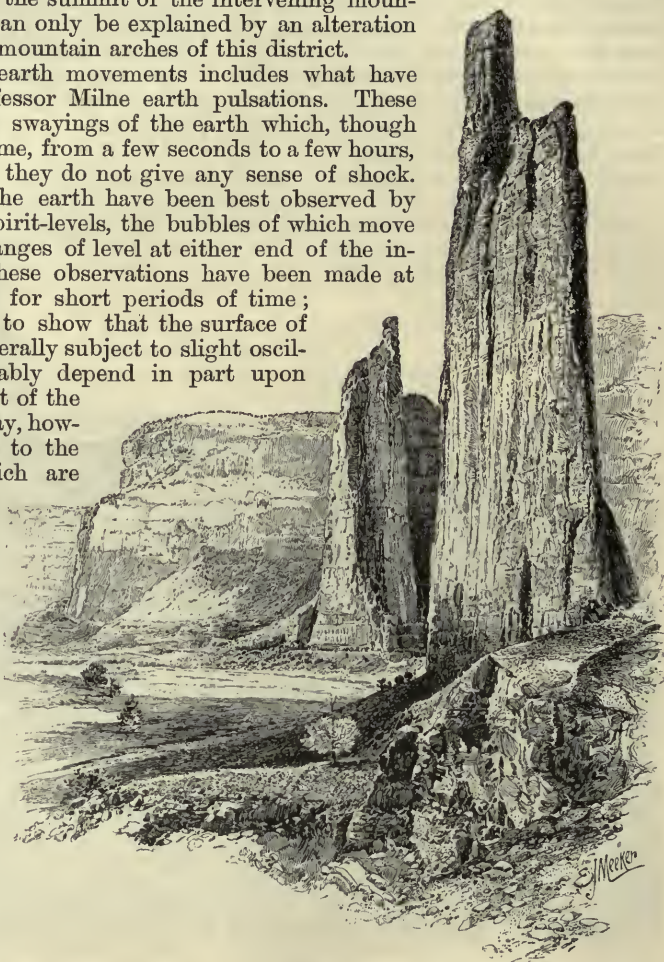 the summit of the intervening moun-
an only be explained by an alteration
mountain arches of this district.
earth movements includes what have
fessor Milne earth pulsations. These
swayings of the earth which, though
me, from a few seconds to a few hours,
they do not give any sense of shock.
he earth have been best observed by
pirit-levels, the bubbles of which move
anges of level at either end of the in-
hese observations have been made at
for short periods of time;
to show that the surface of
erally subject to slight oscil-
ably depend in part upon
t of the
ay, how-
to the
ich are
EJMeeker